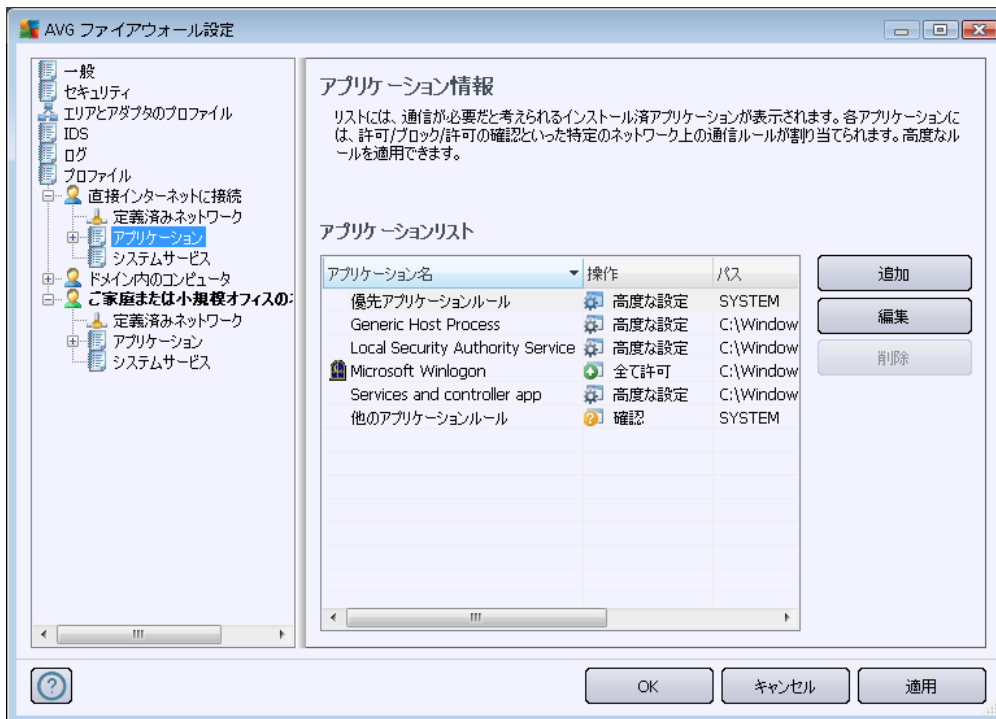 AVG ファイアウォール設定
一般
セキュリティ
エリアとアダプタのプロファイル
IDS
ログ
プロファイル
直接インターネットに接続
定義済みネットワーク
アプリケーション
システムサービス
ドメイン内のコンピュータ
ご家庭または小規模オフィスの
定義済みネットワーク
アプリケーション
システムサービス
アプリケーション情報
リストには、通信が必要だと考えられるインストール済アプリケーションが表示されます。各アプリケーションに
は、許可/ブロック/許可の確認といった特定のネットワーク上の通信ルールが割り当てられます。高度なル
ールを適用できます。
アプリケーションリスト
アプリケーション名 操作 パス
優先アプリケーションルール 高度な設定 SYSTEM
Generic Host Process 高度な設定 C:\Window
Local Security Authority Service 高度な設定 C:\Window
Microsoft Winlogon 全て許可 C:\Window
Services and controller app 高度な設定 C:\Window
他のアプリケーションルール 確認 SYSTEM
追加
編集
削除
OK キャンセル 適用